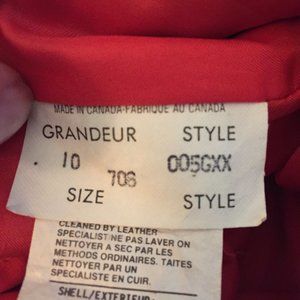 MADE IN CANADA-FABRIQUE AU CANADA
GRANDEUR STYLE
. 10 706 005GXX
SIZE STYLE
CLEANED BY LEATHER
SPECIALIST NE PAS LAVER ON
NETTOYER A SEC PAR LES
METHODS ORDINAIRES. TAITES
NETTOYER PAR UN
SPECIALISTE EN CUIR.
SHELL/EXTERIEUR